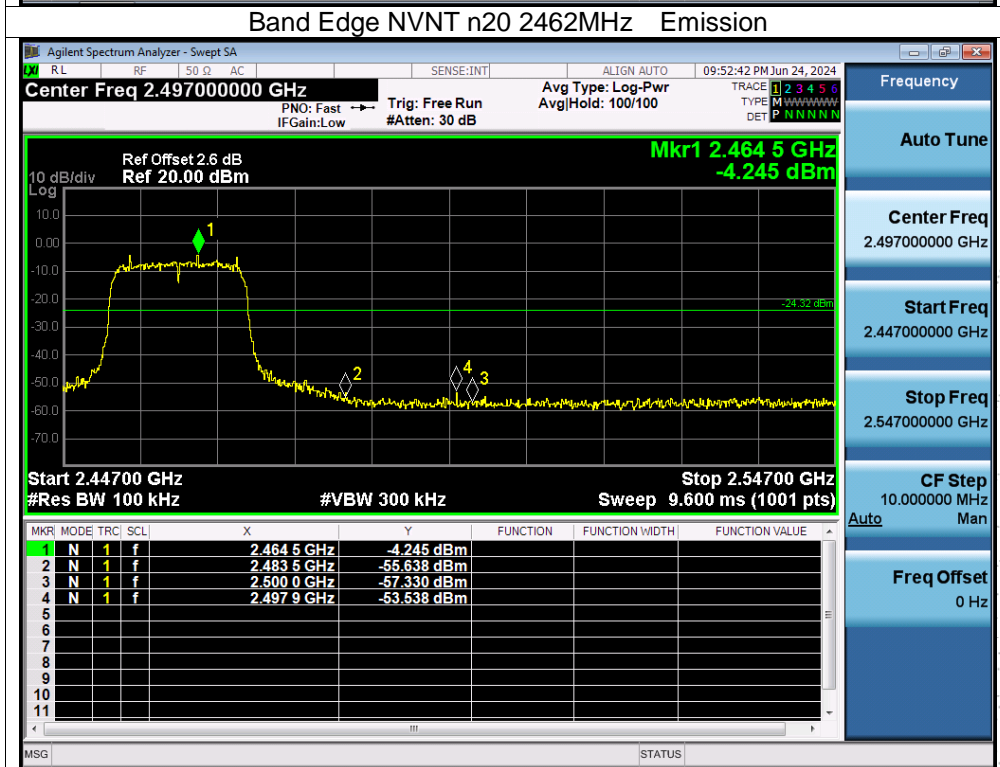 Band Edge NVNT n20 2462MHz Emission
Agilent Spectrum Analyzer - Swept SA
LXI RL RF 50 Ω AC SENSE:INT ALIGN AUTO 09:52:42 PM Jun 24, 2024
Center Freq 2.497000000 GHz
PNO: Fast
IFGain:Low
Trig: Free Run
#Atten: 30 dB
Avg Type: Log-Pwr
Avg|Hold: 100/100
TRACE 1 2 3 4 5 6
TYPE M WWWWW
DET P N N N N N
Mkr1 2.464 5 GHz
-4.245 dBm
Ref Offset 2.6 dB
10 dB/div Ref 20.00 dBm
Log
10.0
0.00
-10.0
-20.0
-30.0
-40.0
-50.0
-60.0
-70.0
1
2
4
3
-24.32 dBm
Start 2.44700 GHz Stop 2.54700 GHz
#Res BW 100 kHz #VBW 300 kHz Sweep 9.600 ms (1001 pts)
MKR MODE TRC SCL X Y FUNCTION FUNCTION WIDTH FUNCTION VALUE
1 N 1 f 2.464 5 GHz -4.245 dBm
2 N 1 f 2.483 5 GHz -55.638 dBm
3 N 1 f 2.500 0 GHz -57.330 dBm
4 N 1 f 2.497 9 GHz -53.538 dBm
5
6
7
8
9
10
11
MSG STATUS
Frequency
Auto Tune
Center Freq
2.497000000 GHz
Start Freq
2.447000000 GHz
Stop Freq
2.547000000 GHz
CF Step
10.000000 MHz
Auto Man
Freq Offset
0 Hz